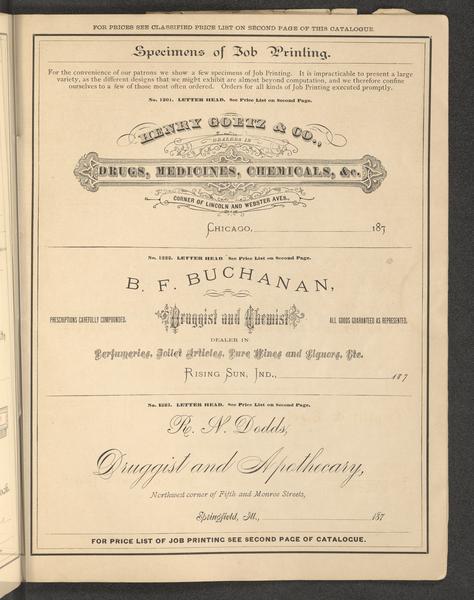 FOR PRICES SEE CLASSIFIED PRICE LIST ON SECOND PAGE OF THIS CATALOGUE.
Specimens of Job Printing.
For the convenience of our patrons we show a few specimens of Job Printing. It is impracticable to present a large
variety, as the different designs that we might exhibit are almost beyond computation, and we therefore confine
ourselves to a few of those most often ordered. Orders for all kinds of Job Printing executed promptly.
No. 1201. LETTER HEAD. See Price List on Second Page.
HENRY GOETZ & CO.,
DEALERS IN
DRUGS, MEDICINES, CHEMICALS, &c.
CORNER OF LINCOLN AND WEBSTER AVES.
CHICAGO, 187
LETTER HEAD See Price List on Second Page.
B. F. BUCHANAN,
PRESCRIPTIONS CAREFULLY COMPOUNDED. Druggist and Chemist ALL GOODS GUARANTEED AS REPRESENTED.
DEALER IN
Perfumeries, Toilet Articles, Pure Wines and Liquors, Etc.
RISING SUN, IND., 187
LETTER HEAD. See Price List on Second Page.
R. N. Dodds,
Druggist and Apothecary,
Northwest corner of Fifth and Monroe Streets,
Springfield, Ill., 187
FOR PRICE LIST OF JOB PRINTING SEE SECOND PAGE OF CATALOGUE.